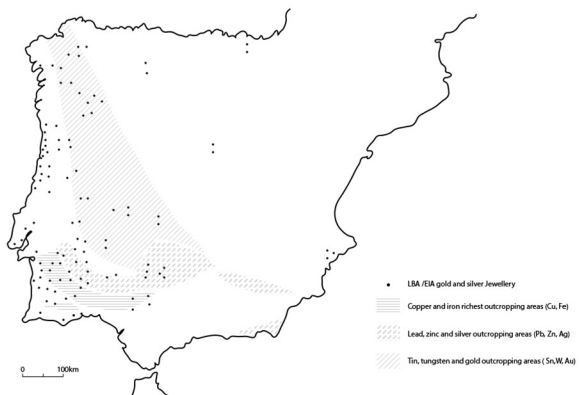 LBA /EIA gold and silver Jewellery
Copper and iron richest outcropping areas (Cu, Fe)
Lead, zinc and silver outcropping areas (Pb, Zn, Ag)
Tin, tungsten and gold outcropping areas ( Sn,W, Au)
0 100km